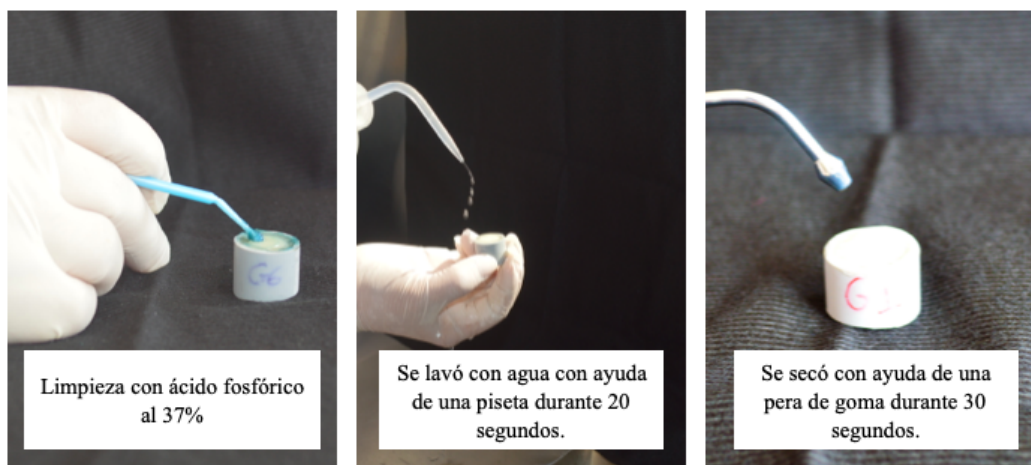 G6
G1
Limpieza con ácido fosfórico
al 37%
Se lavó con agua con ayuda
de una piseta durante 20
segundos.
Se secó con ayuda de una
pera de goma durante 30
segundos.